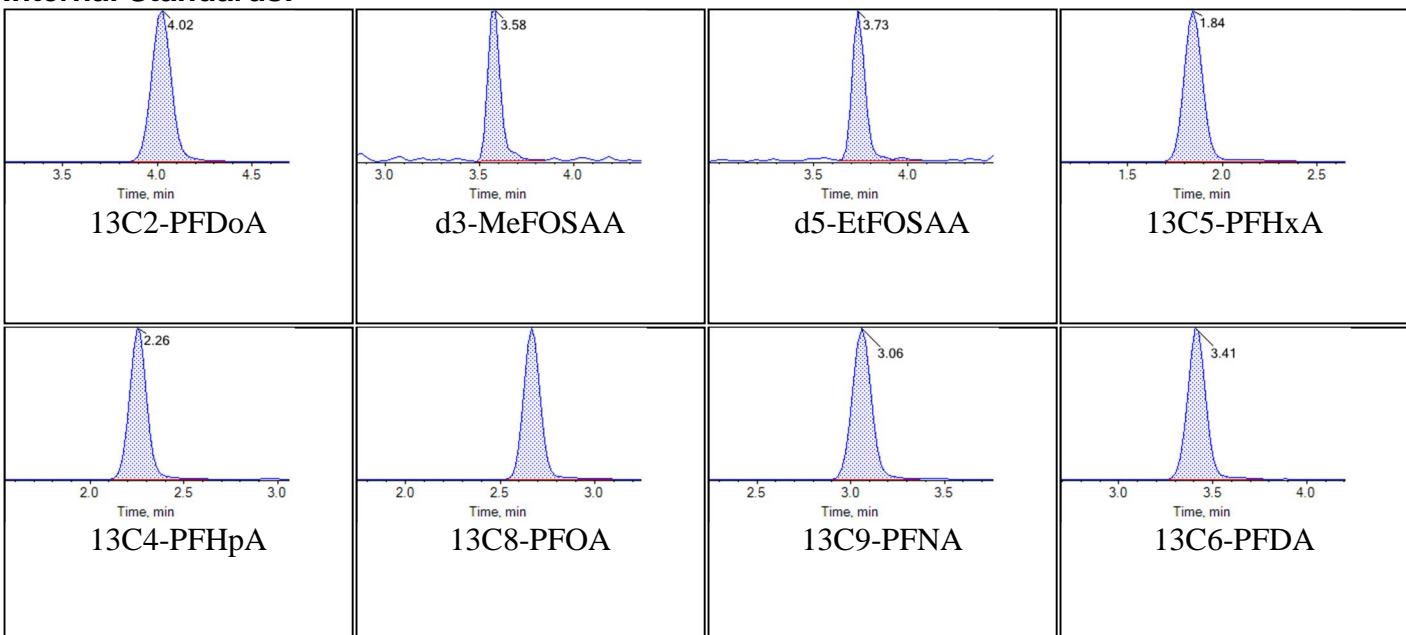 Internal Standards:
4.02
3.58
3.73
1.84
3.5 4.0 4.5
3.0 3.5 4.0
3.5 4.0
1.5 2.0 2.5
Time, min
Time, min
Time, min
Time, min
13C2-PFDoA
d3-MeFOSAA
d5-EtFOSAA
13C5-PFHxA
2.26
3.06
3.41
2.0 2.5 3.0
2.0 2.5 3.0
2.5 3.0 3.5
3.0 3.5 4.0
Time, min
Time, min
Time, min
Time, min
13C4-PFHpA
13C8-PFOA
13C9-PFNA
13C6-PFDA